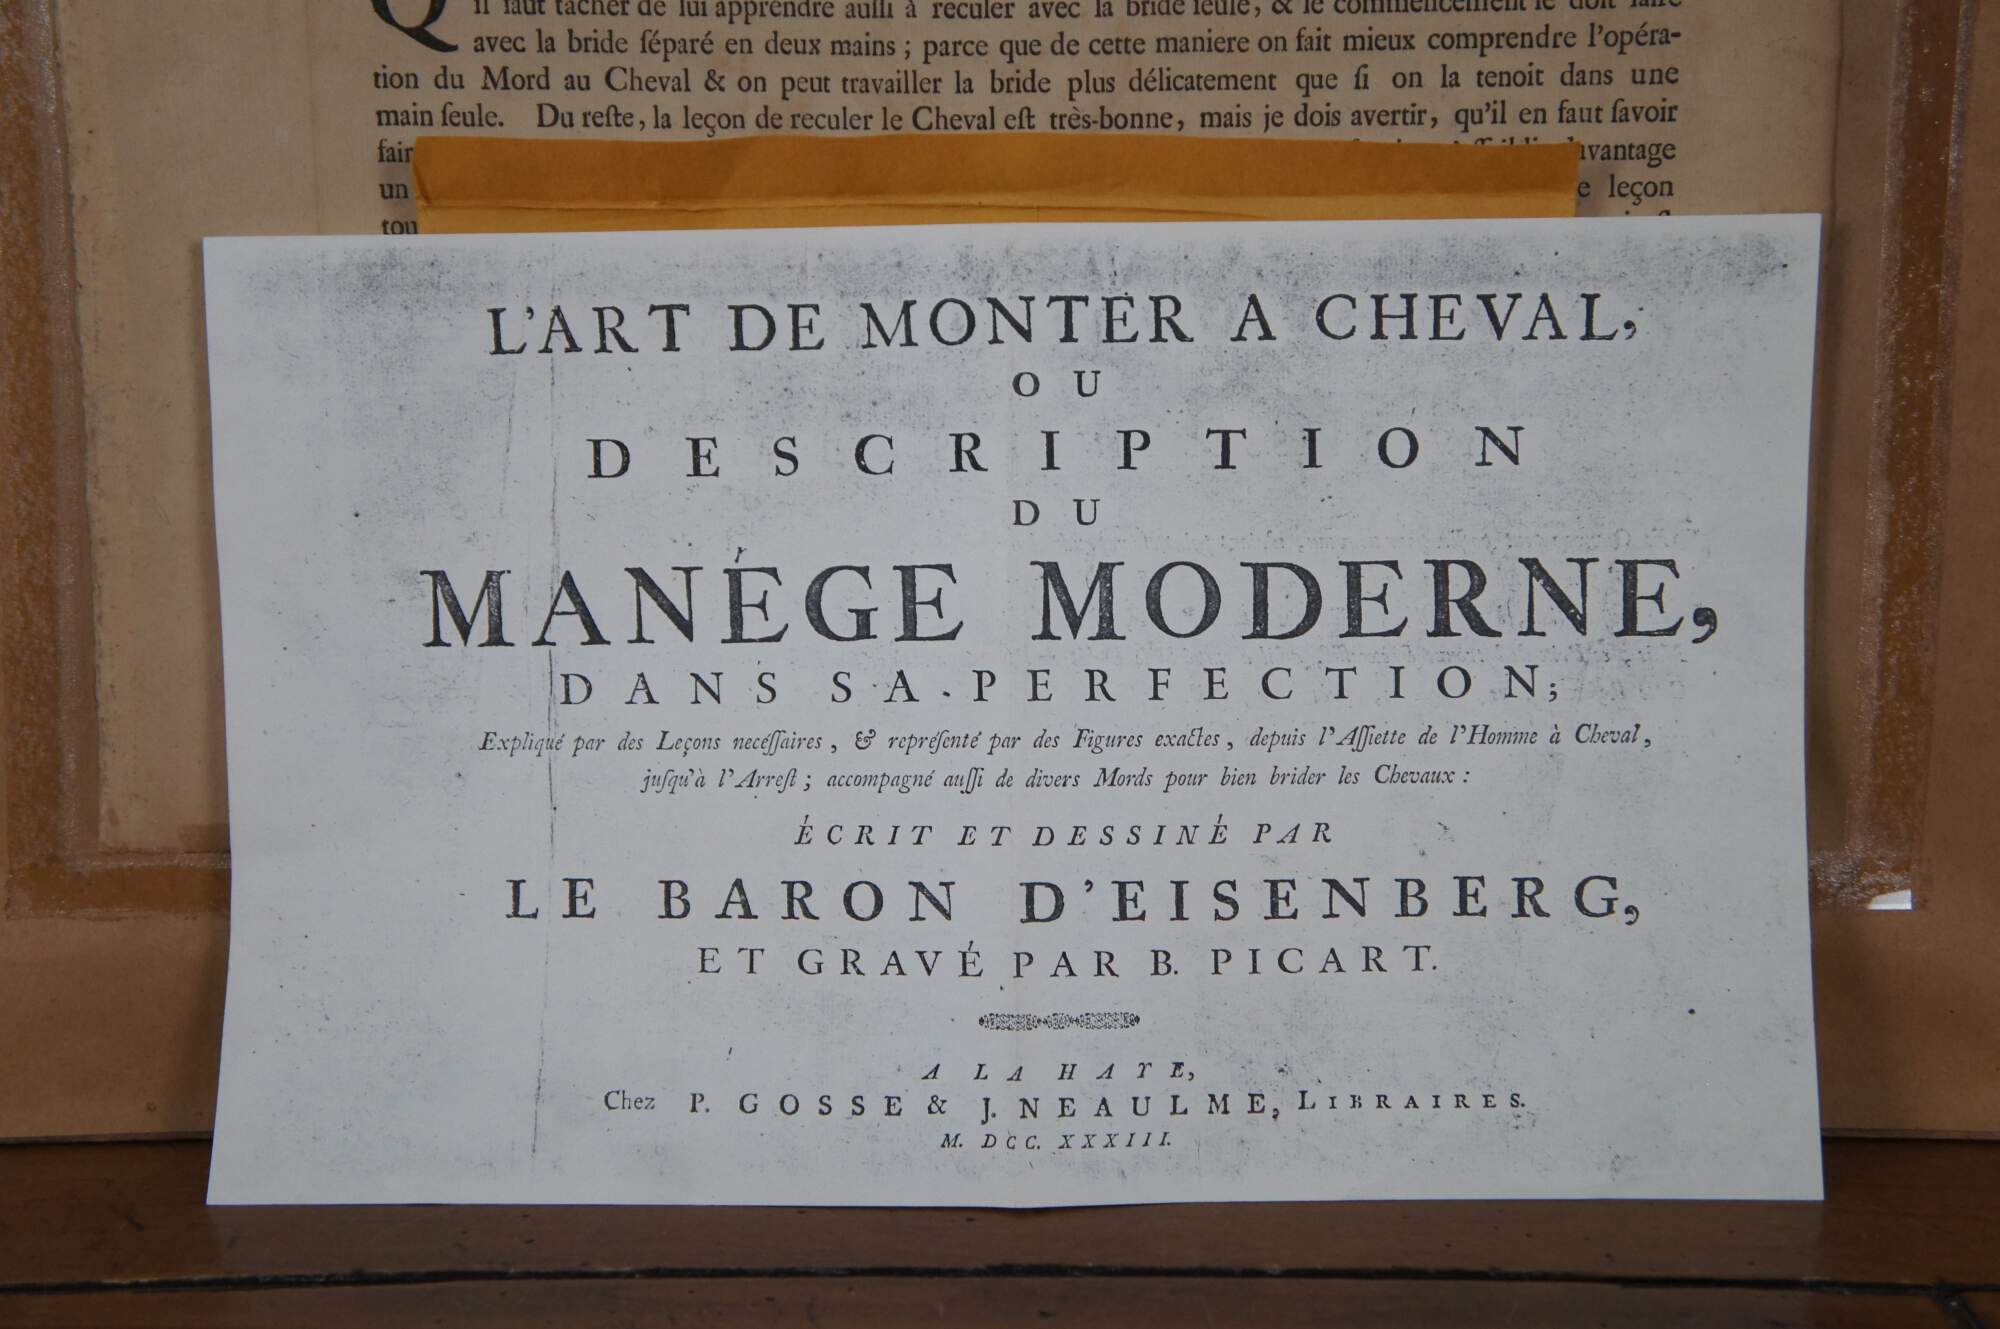 Q il faut tâcher de lui apprendre auſſi à reculer avec la bride ſeule, & le commencement ſe doit faire
avec la bride ſéparé en deux mains ; parce que de cette maniere on fait mieux comprendre l'opéra-
tion du Mord au Cheval & on peut travailler la bride plus délicatement que ſi on la tenoit dans une
main ſeule. Du reſte, la leçon de reculer le Cheval eſt très-bonne, mais je dois avertir, qu'il en faut ſavoir
fair
un leçon
tou
L'ART DE MONTER A CHEVAL,
OU
DESCRIPTION
DU
MANÉGE MODERNE,
DANS SA PERFECTION;
Expliqué par des Leçons neceſſaires, & repréſenté par des Figures exactes, depuis l'Aſſiette de l'Homme à Cheval,
juſqu'à l'Arreſt ; accompagné auſſi de divers Mords pour bien brider les Chevaux :
ÉCRIT ET DESSINÉ PAR
LE BARON D'EISENBERG,
ET GRAVÉ PAR B. PICART.
A LA HAYE,
Chez P. GOSSE & J. NEAULME, LIBRAIRES.
M. DCC. XXXIII.